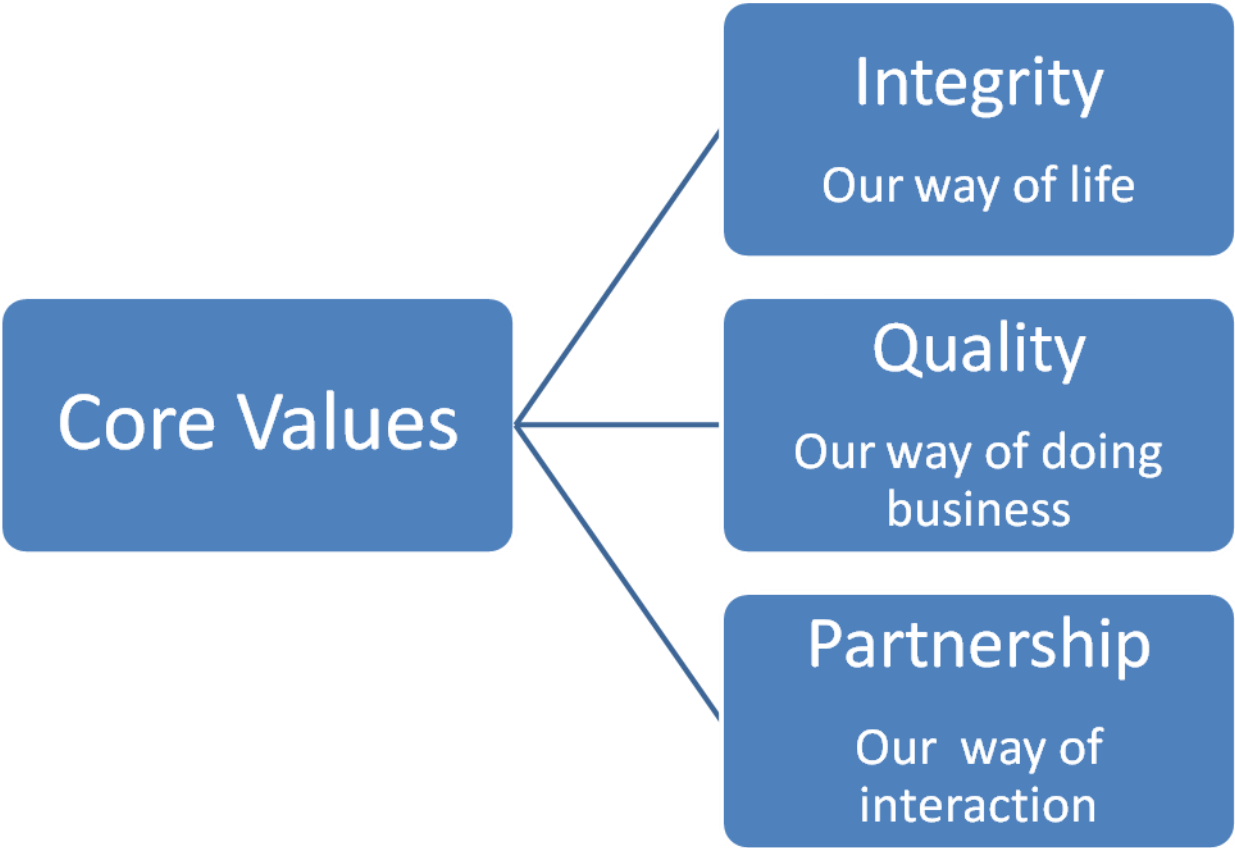 Core Values
Integrity
Our way of life
Quality
Our way of doing
business
Partnership
Our  way of
interaction